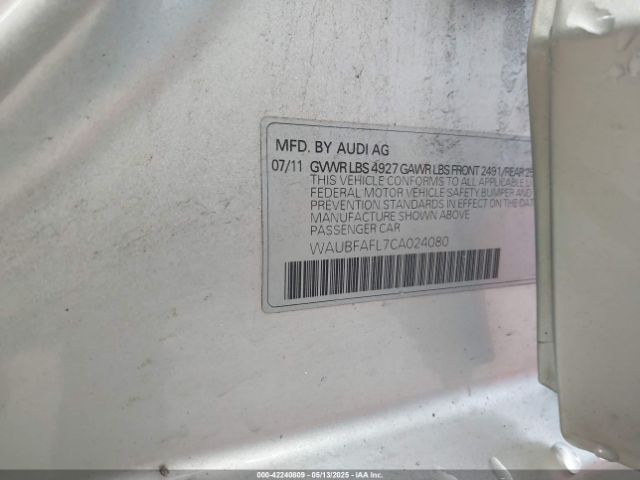 MFD. BY AUDI AG
07/11 GVWR LBS 4927 GAWR LBS FRONT 2491/REAR
THIS VEHICLE CONFORMS TO ALL APPLICABLE
FEDERAL MOTOR VEHICLE SAFETY BUMPER AND
PREVENTION STANDARDS IN EFFECT ON THE DATE
MANUFACTURE SHOWN ABOVE
PASSENGER CAR
WAUBFAFL7CA024080
000-42240809 - 05/13/2025 - IAAI.COM